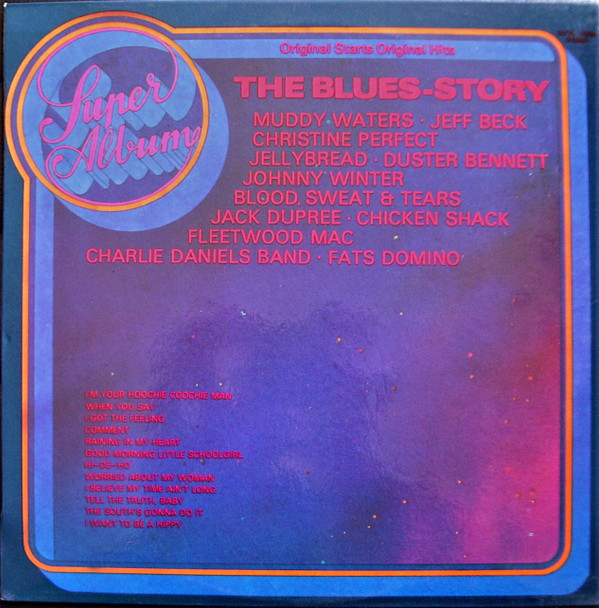 Original Starts Original Hits
Super
Album
THE BLUES-STORY
MUDDY WATERS · JEFF BECK
CHRISTINE PERFECT
JELLYBREAD · DUSTER BENNETT
JOHNNY WINTER
BLOOD, SWEAT & TEARS
JACK DUPREE · CHICKEN SHACK
FLEETWOOD MAC
CHARLIE DANIELS BAND · FATS DOMINO
I'M YOUR HOOCHIE COOCHIE MAN
WHEN YOU SAY
I GOT THE FEELING
COMMENT
RAINING IN MY HEART
GOOD MORNING LITTLE SCHOOLGIRL
HI-DE-HO
WORRIED ABOUT MY WOMAN
I BELIEVE MY TIME AIN'T LONG
TELL THE TRUTH, BABY
THE SOUTH'S GONNA DO IT
I WANT TO BE A HIPPY